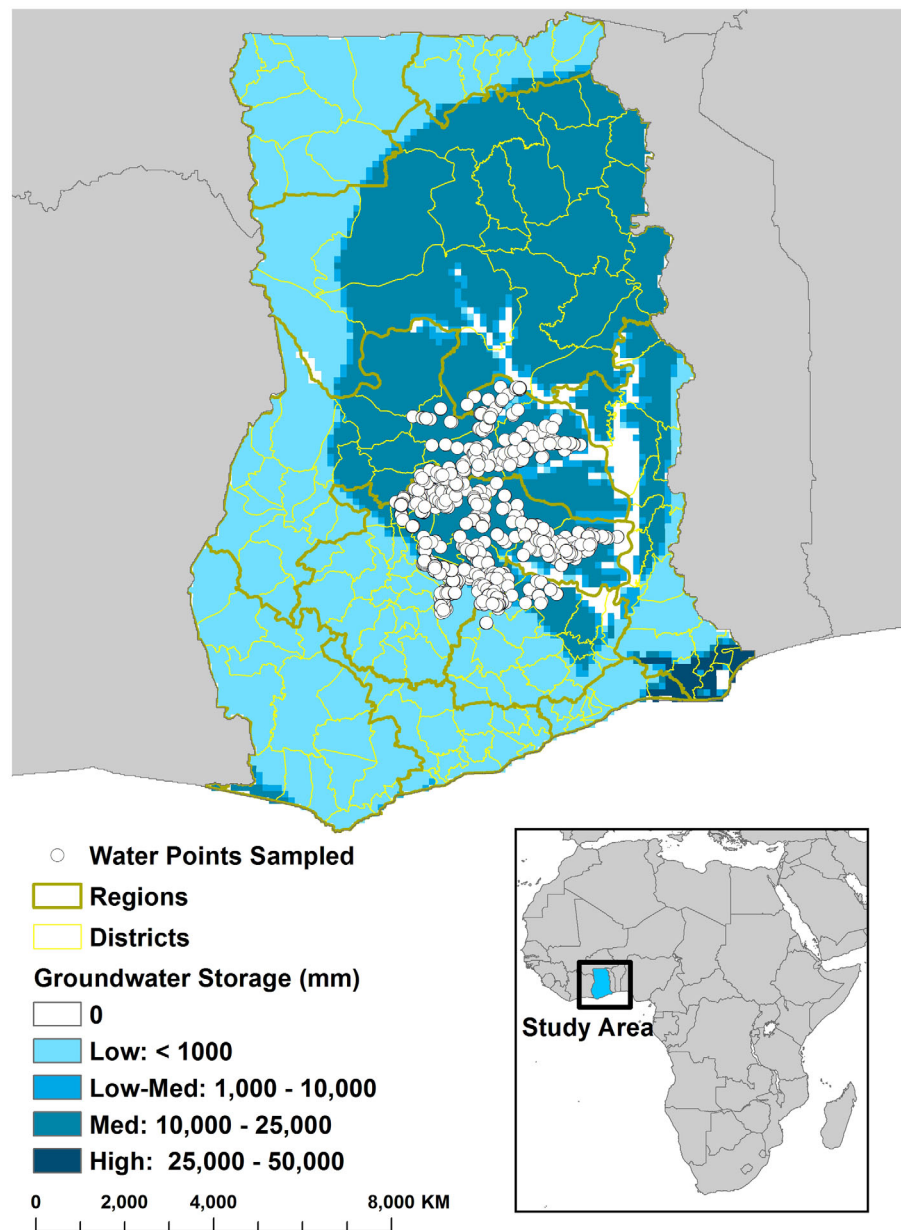 Water Points Sampled
Regions
Districts
Groundwater Storage (mm)
0
Low: < 1000
Low-Med: 1,000 - 10,000
Med: 10,000 - 25,000
High: 25,000 - 50,000
0 2,000 4,000 8,000 KM
Study Area